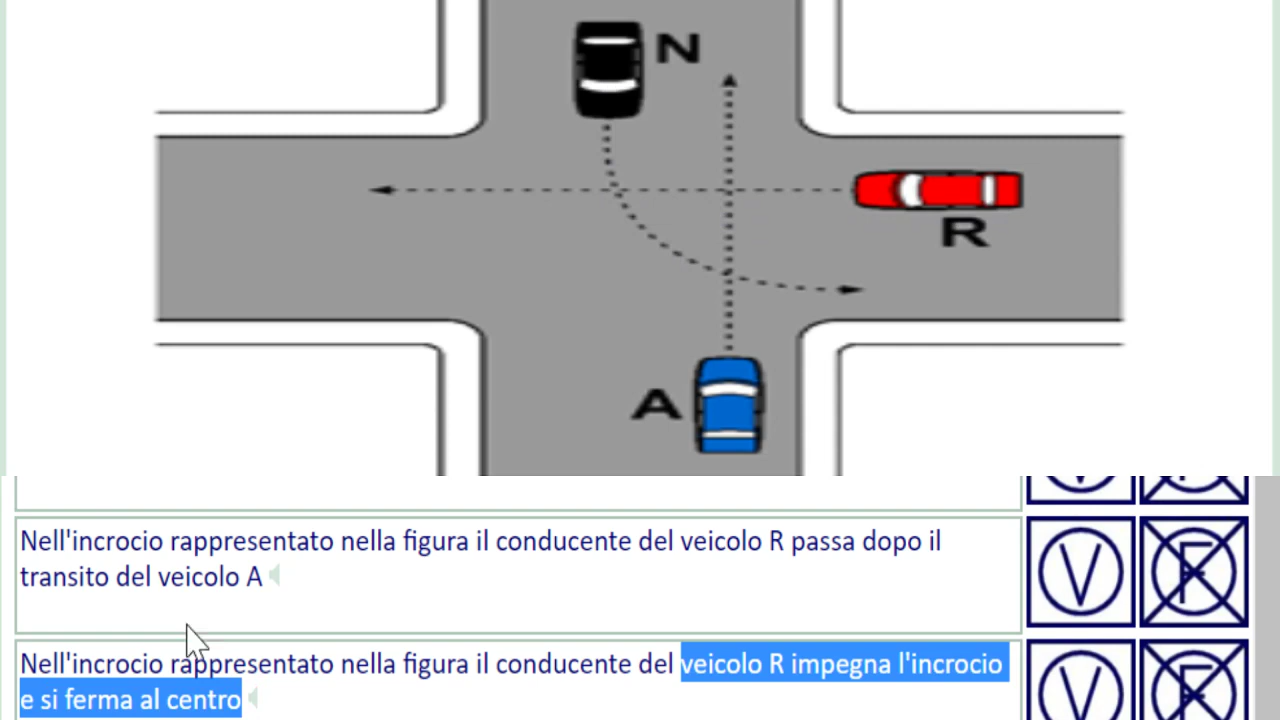 N
R
A
V F
Nell'incrocio rappresentato nella figura il conducente del veicolo R passa dopo il
transito del veicolo A
V F
Nell'incrocio rappresentato nella figura il conducente del veicolo R impegna l'incrocio
e si ferma al centro
V F